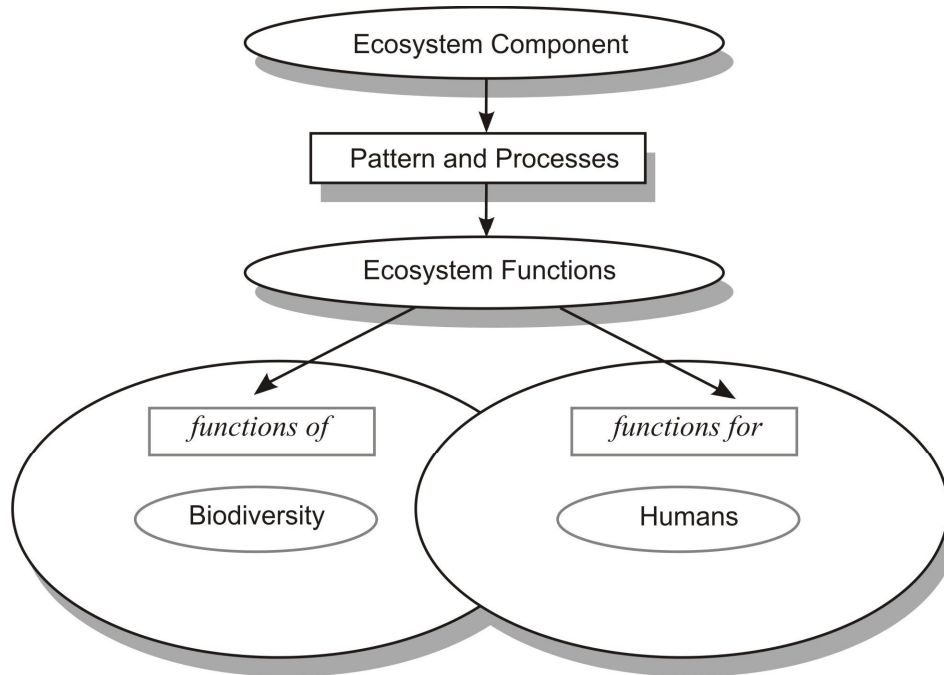 Ecosystem Component
Pattern and Processes
Ecosystem Functions
functions of
functions for
Biodiversity
Humans